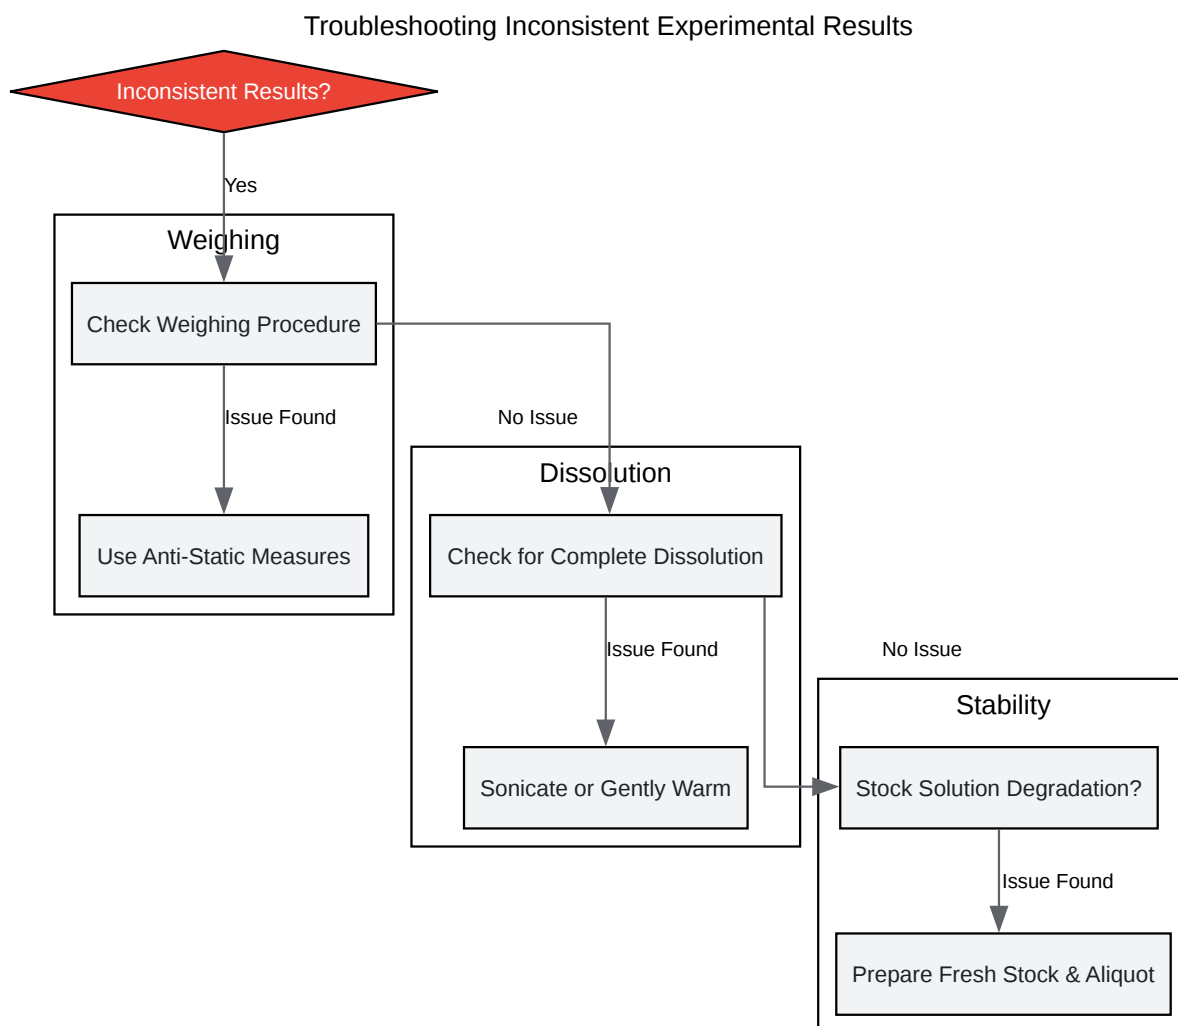 Troubleshooting Inconsistent Experimental Results
Inconsistent Results?
Yes
Weighing
Check Weighing Procedure
Issue Found
No Issue
Use Anti-Static Measures
Dissolution
Check for Complete Dissolution
Issue Found
No Issue
Sonicate or Gently Warm
Stability
Stock Solution Degradation?
Issue Found
Prepare Fresh Stock & Aliquot